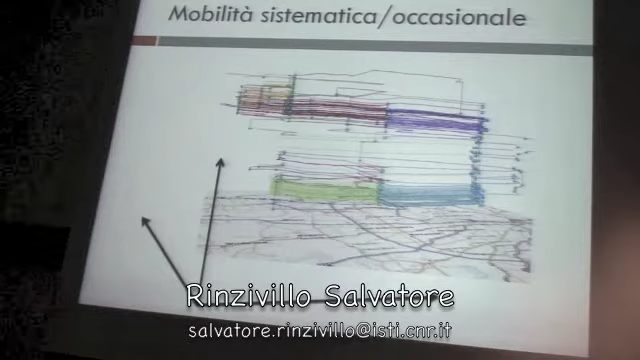 Mobilità sistematica/occasionale
Rinzivillo Salvatore
salvatore.rinzivillo@isti.cnr.it